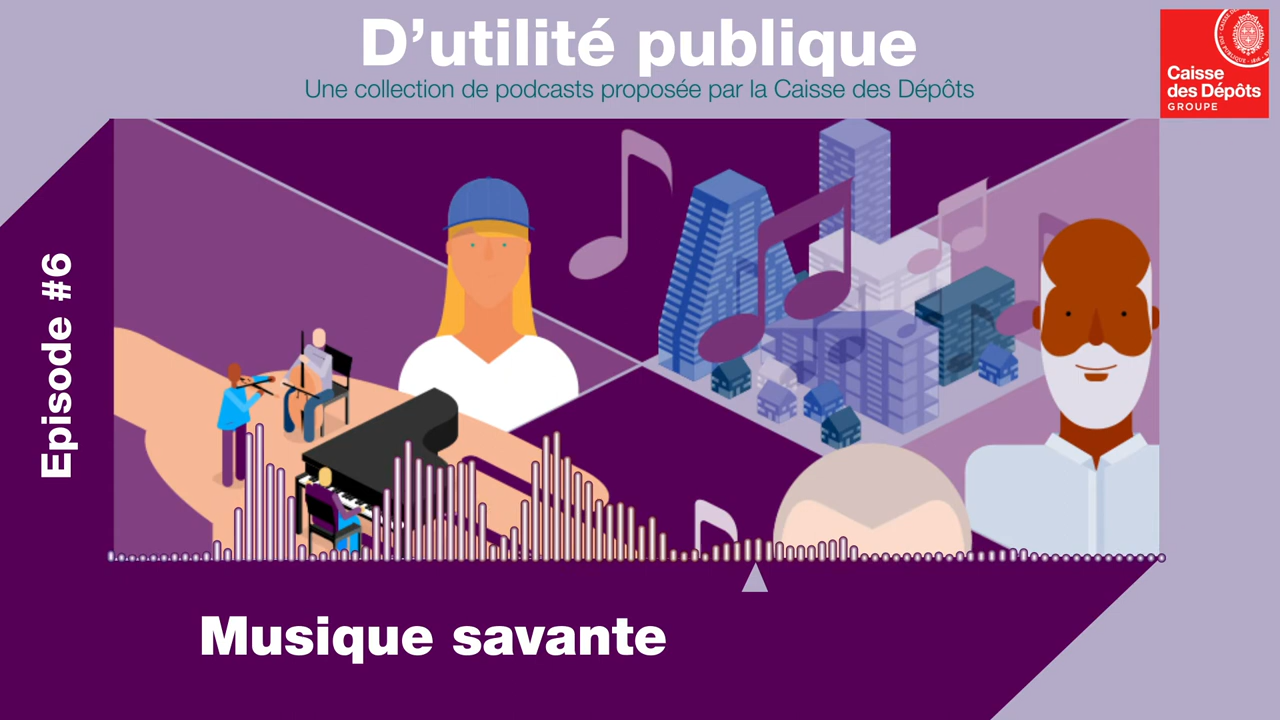 D’utilité publique
Une collection de podcasts proposée par la Caisse des Dépôts
Caisse
des Dépôts
GROUPE
Episode #6
Musique savante